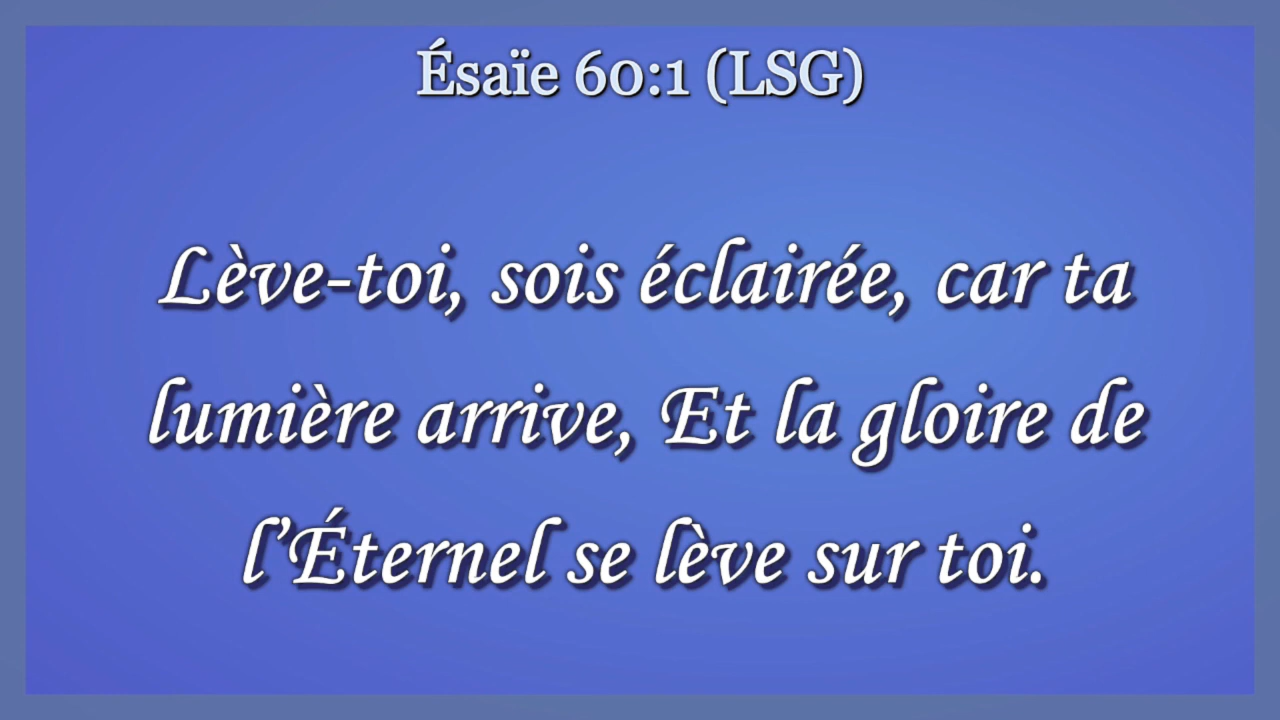 Ésaïe 60:1 (LSG)
Lève-toi, sois éclairée, car ta
lumière arrive, Et la gloire de
l’Éternel se lève sur toi.